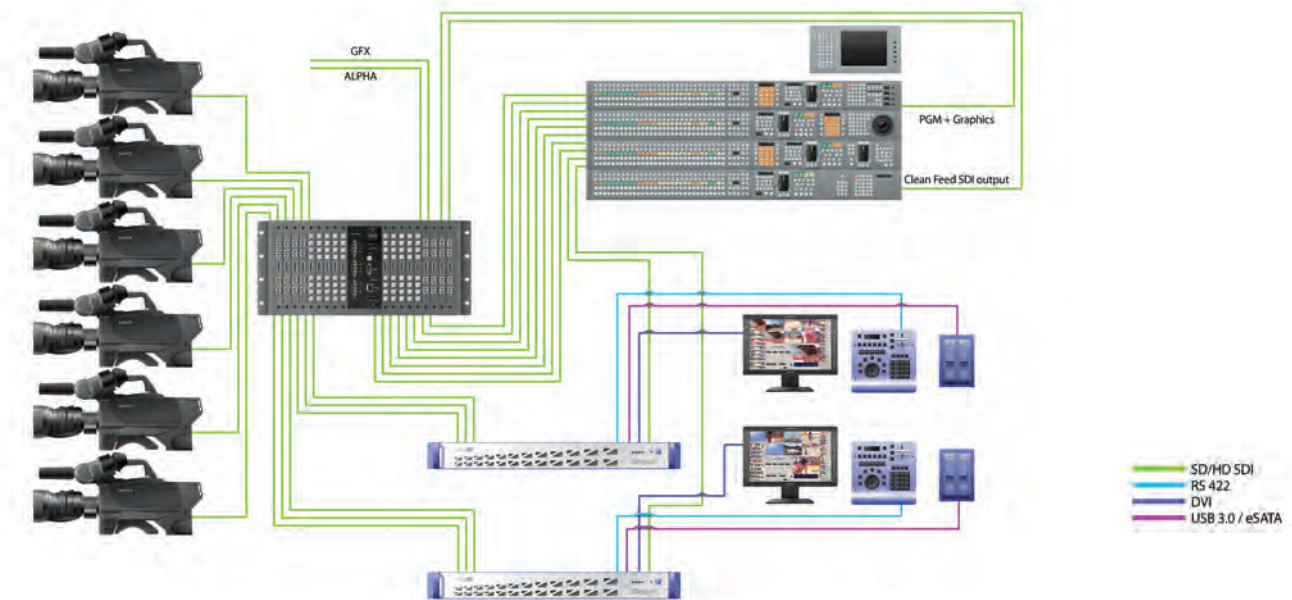 GFX
ALPHA
PGM + Graphics
Clean Feed SDI output
SD/HD SDI
RS 422
DVI
USB 3.0 / eSATA